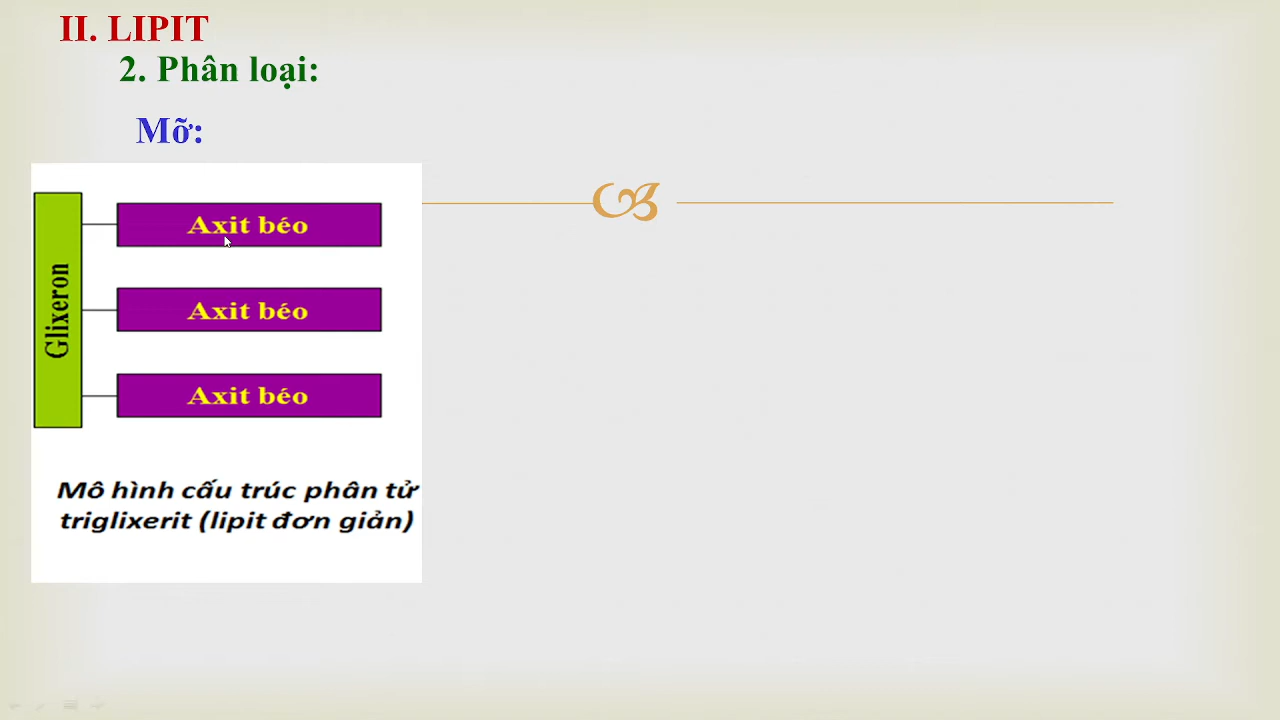 II. LIPIT
2. Phân loại:
Mỡ:
Glixeron
Axit béo
Axit béo
Axit béo
Mô hình cấu trúc phân tử
triglixerit (lipit đơn giản)